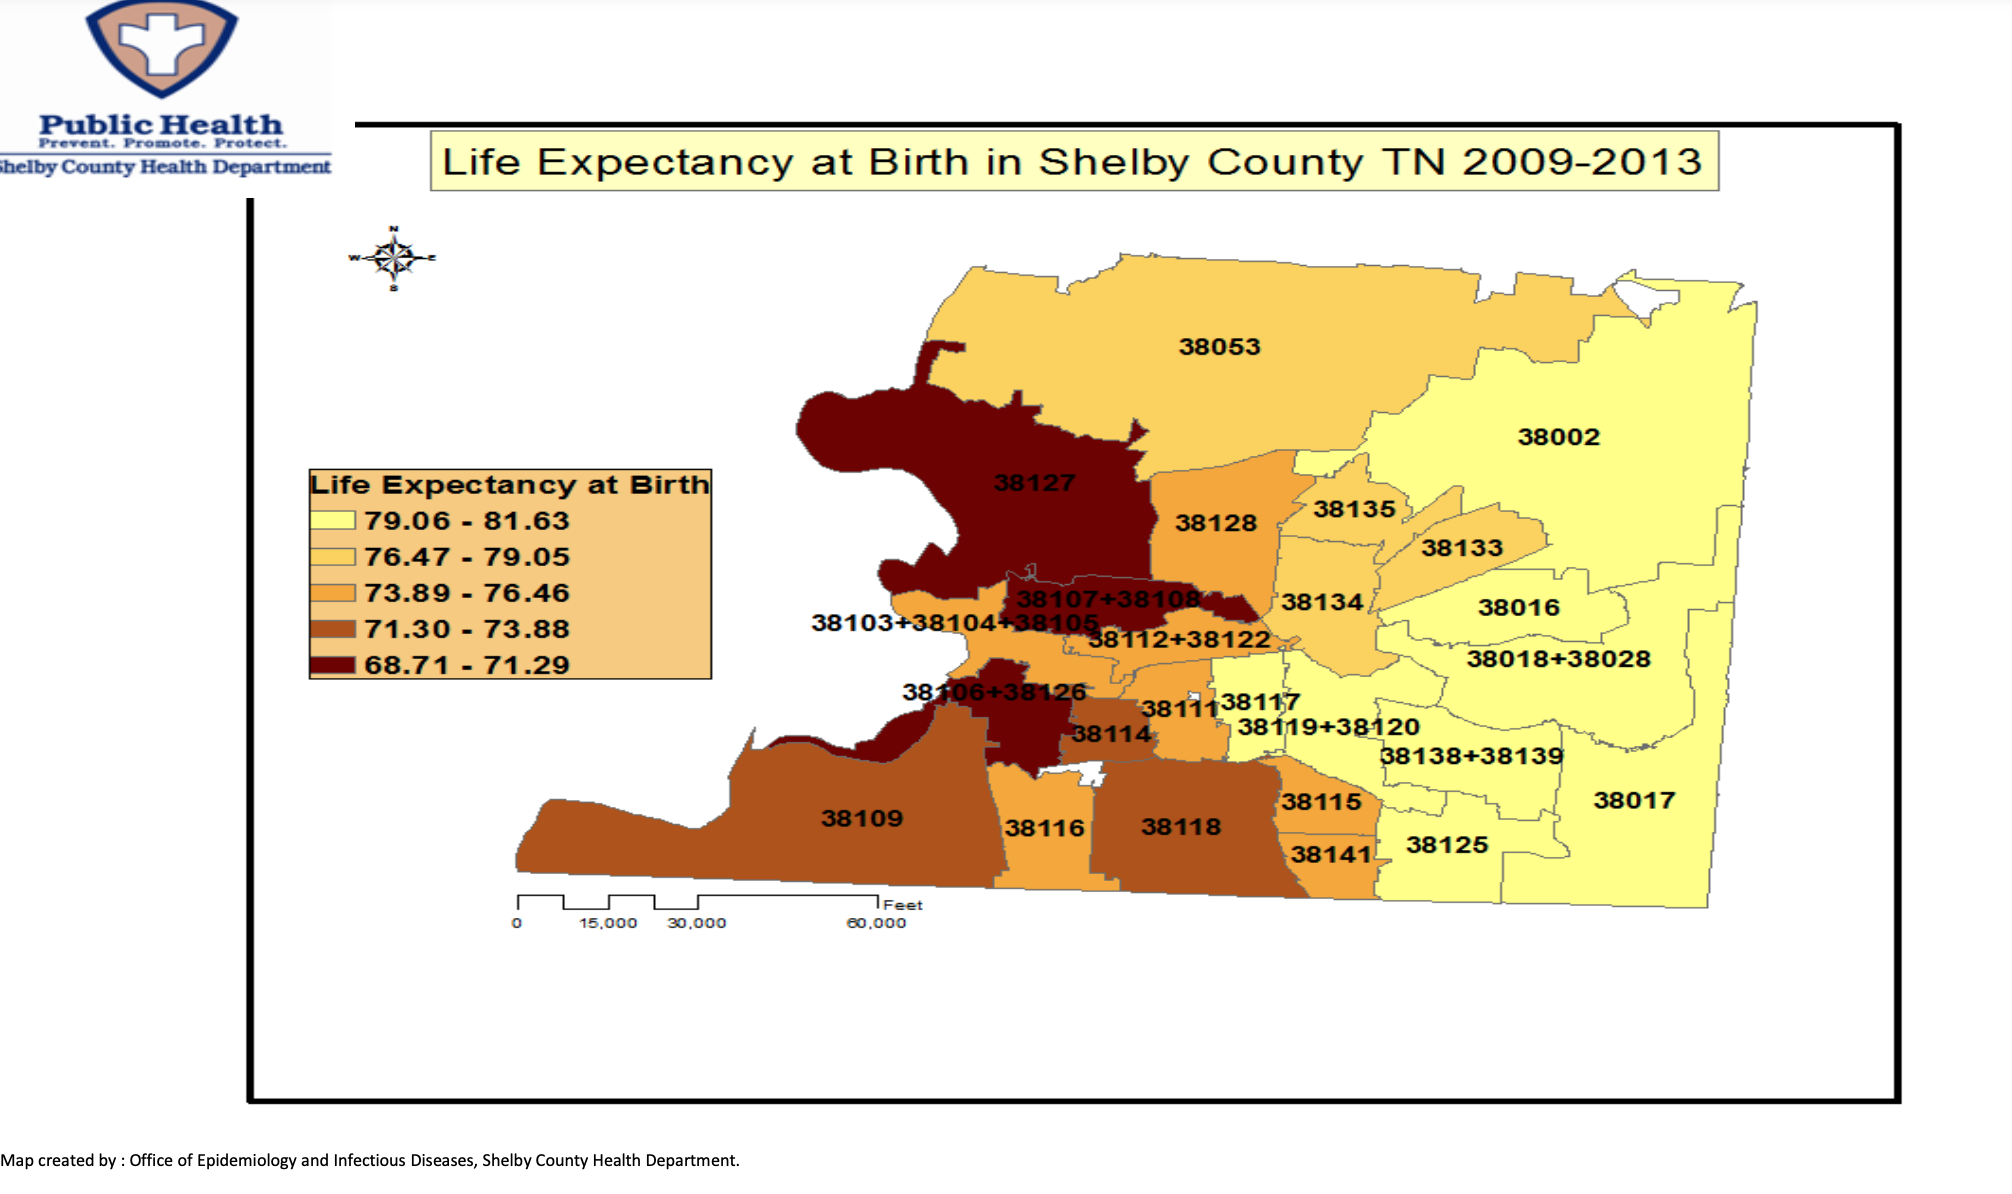 Public Health
Prevent. Promote. Protect.
Shelby County Health Department
Life Expectancy at Birth in Shelby County TN 2009-2013
N
W
E
S
38053
38002
Life Expectancy at Birth
79.06 - 81.63
76.47 - 79.05
73.89 - 76.46
71.30 - 73.88
68.71 - 71.29
38127
38135
38128
38133
38107+38108
38134
38016
38103+38104+38105
38112+38122
38018+38028
38106+38126
38111
38117
38119+38120
38114
38138+38139
38017
38115
38109
38116
38118
38125
38141
Feet
0 15,000 30,000 60,000
Map created by : Office of Epidemiology and Infectious Diseases, Shelby County Health Department.